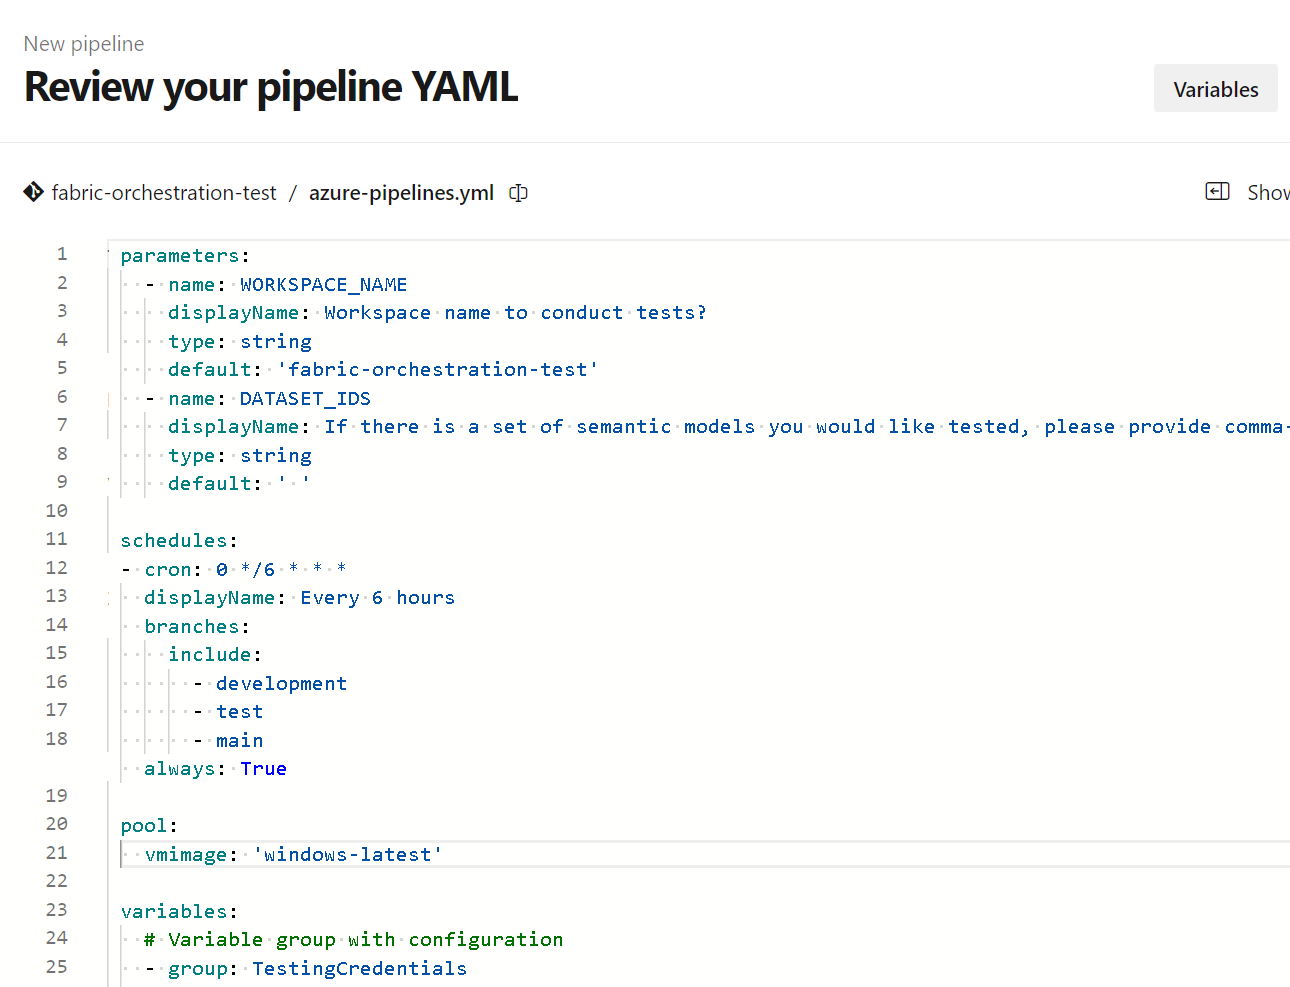 New pipeline
Review your pipeline YAML
Variables
fabric-orchestration-test / azure-pipelines.yml
Show
1 parameters:
2 - name: WORKSPACE_NAME
3 displayName: Workspace name to conduct tests?
4 type: string
5 default: 'fabric-orchestration-test'
6 - name: DATASET_IDS
7 displayName: If there is a set of semantic models you would like tested, please provide comma-
8 type: string
9 default: ' '
10
11 schedules:
12 - cron: 0 */6 * * *
13 displayName: Every 6 hours
14 branches:
15 include:
16 - development
17 - test
18 - main
always: True
19
20 pool:
21 vmimage: 'windows-latest'
22
23 variables:
24 # Variable group with configuration
25 - group: TestingCredentials